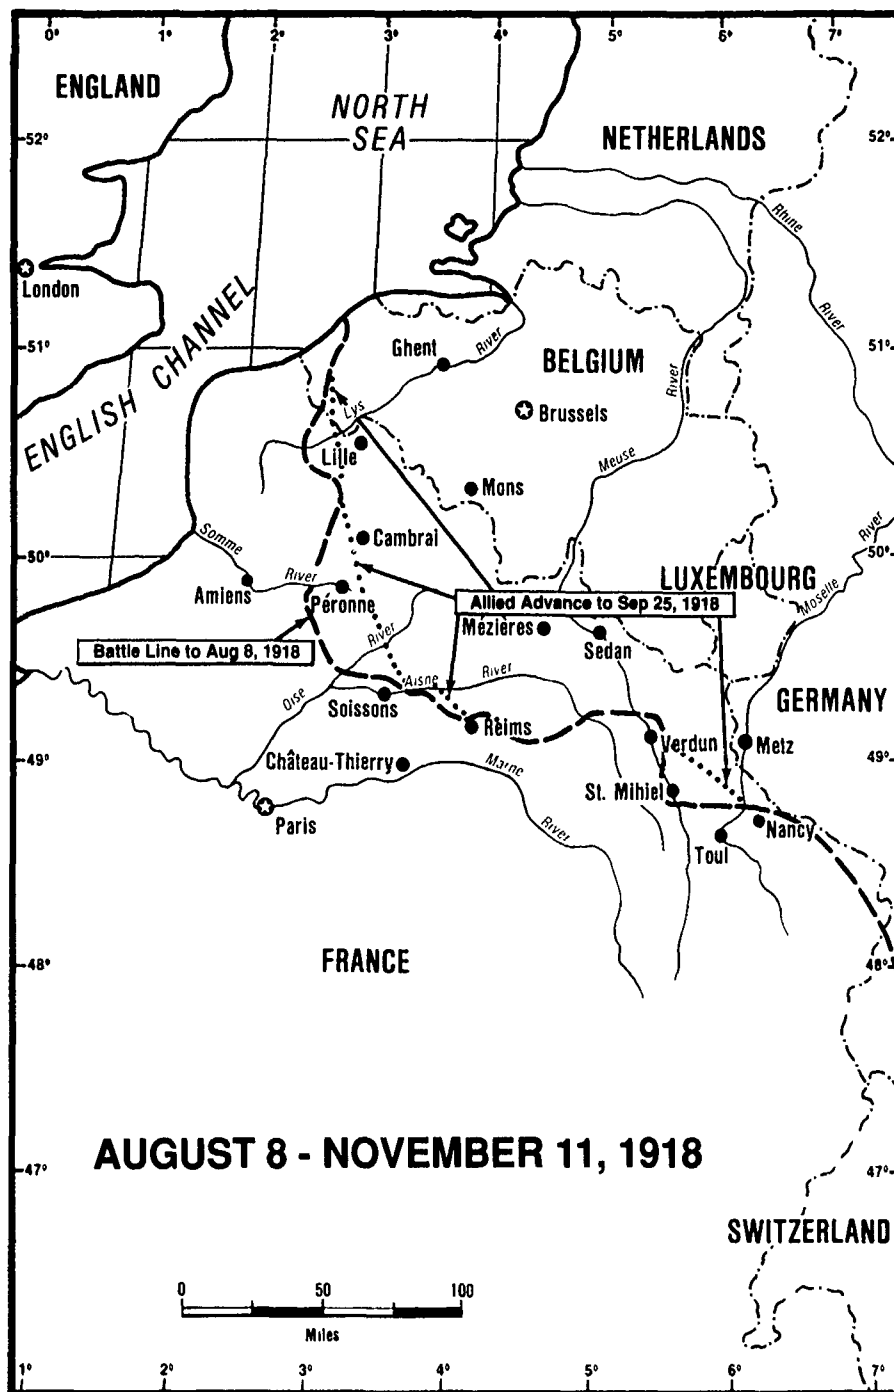 0° 2° 3° 4° 5° 6° 7°
ENGLAND
NORTH
SEA
NETHERLANDS
52° 52°
Rhine
River
London
ENGLISH CHANNEL
51° 51°
Ghent
River
BELGIUM
River
Lys
Brussels
Lille
Meuse
Mons
Cambrai
Somme
River
50° 50°
River
Amiens
Péronne
LUXEMBOURG
Moselle
Allied Advance to Sep 25, 1918
Mézières
Sedan
Battle Line to Aug 8, 1918
River
Oise
Aisne
River
Soissons
GERMANY
Reims
Verdun
Metz
49° 49°
Château-Thierry
Marne
River
St. Mihiel
Paris
Nancy
Toul
48° 48°
FRANCE
AUGUST 8 - NOVEMBER 11, 1918
47° 47°
SWITZERLAND
0 50 100
Miles
1° 2° 3° 4° 5° 6° 7°